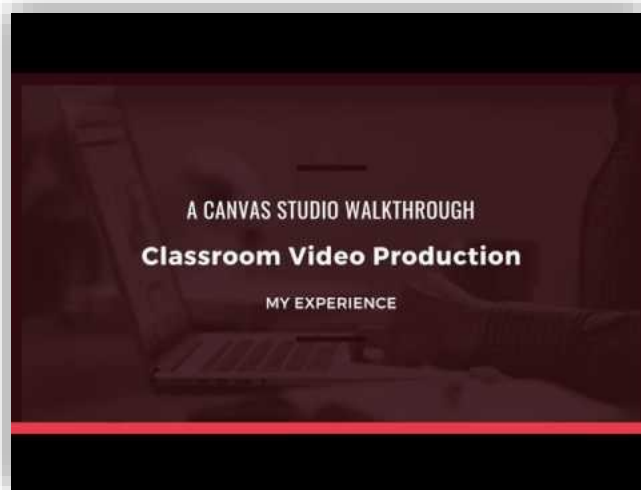 A CANVAS STUDIO WALKTHROUGH
Classroom Video Production
MY EXPERIENCE